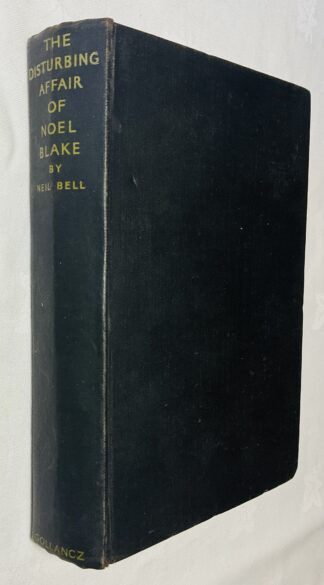 THE
DISTURBING
AFFAIR
OF
NOEL
BLAKE
BY
NEIL BELL
GOLLANCZ